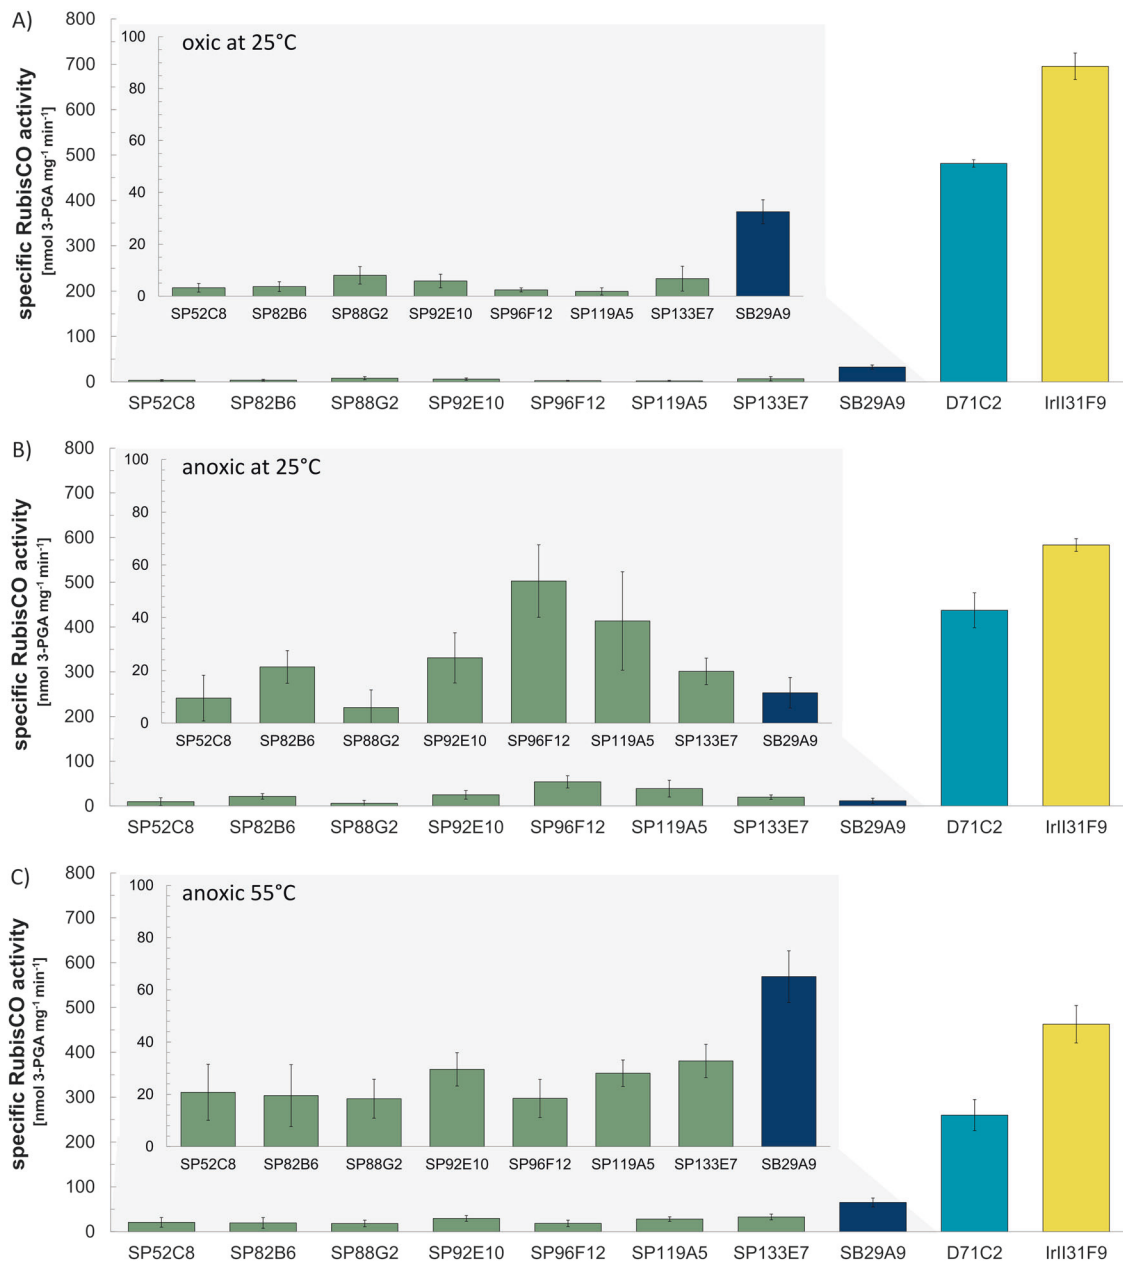 A)
specific RubisCO activity
[nmol 3-PGA mg⁻¹ min⁻¹]
800
700
600
500
400
300
200
100
0
oxic at 25°C
100
80
60
40
20
0
SP52C8 SP82B6 SP88G2 SP92E10 SP96F12 SP119A5 SP133E7 SB29A9
SP52C8 SP82B6 SP88G2 SP92E10 SP96F12 SP119A5 SP133E7 SB29A9 D71C2 IrII31F9
B)
specific RubisCO activity
[nmol 3-PGA mg⁻¹ min⁻¹]
800
700
600
500
400
300
200
100
0
anoxic at 25°C
100
80
60
40
20
0
SP52C8 SP82B6 SP88G2 SP92E10 SP96F12 SP119A5 SP133E7 SB29A9
SP52C8 SP82B6 SP88G2 SP92E10 SP96F12 SP119A5 SP133E7 SB29A9 D71C2 IrII31F9
C)
specific RubisCO activity
[nmol 3-PGA mg⁻¹ min⁻¹]
800
700
600
500
400
300
200
100
0
anoxic 55°C
100
80
60
40
20
0
SP52C8 SP82B6 SP88G2 SP92E10 SP96F12 SP119A5 SP133E7 SB29A9
SP52C8 SP82B6 SP88G2 SP92E10 SP96F12 SP119A5 SP133E7 SB29A9 D71C2 IrII31F9